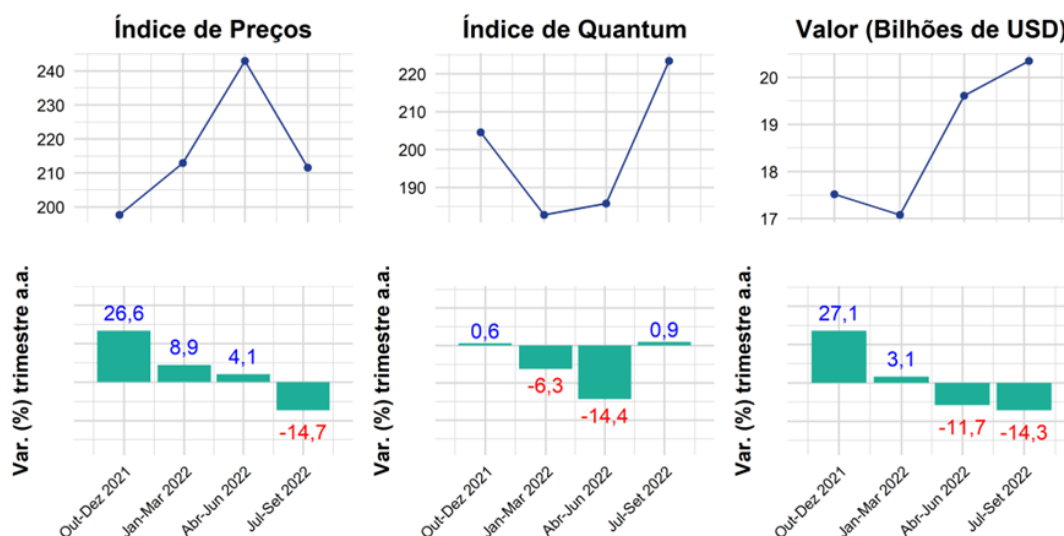 Índice de Preços
240
230
220
210
200
Índice de Quantum
220
210
200
190
Valor (Bilhões de USD)
20
19
18
17
Var. (%) trimestre a.a.
26,6
8,9
4,1
-14,7
Out-Dez 2021
Jan-Mar 2022
Abr-Jun 2022
Jul-Set 2022
Var. (%) trimestre a.a.
0,6
-6,3
-14,4
0,9
Out-Dez 2021
Jan-Mar 2022
Abr-Jun 2022
Jul-Set 2022
Var. (%) trimestre a.a.
27,1
3,1
-11,7
-14,3
Out-Dez 2021
Jan-Mar 2022
Abr-Jun 2022
Jul-Set 2022